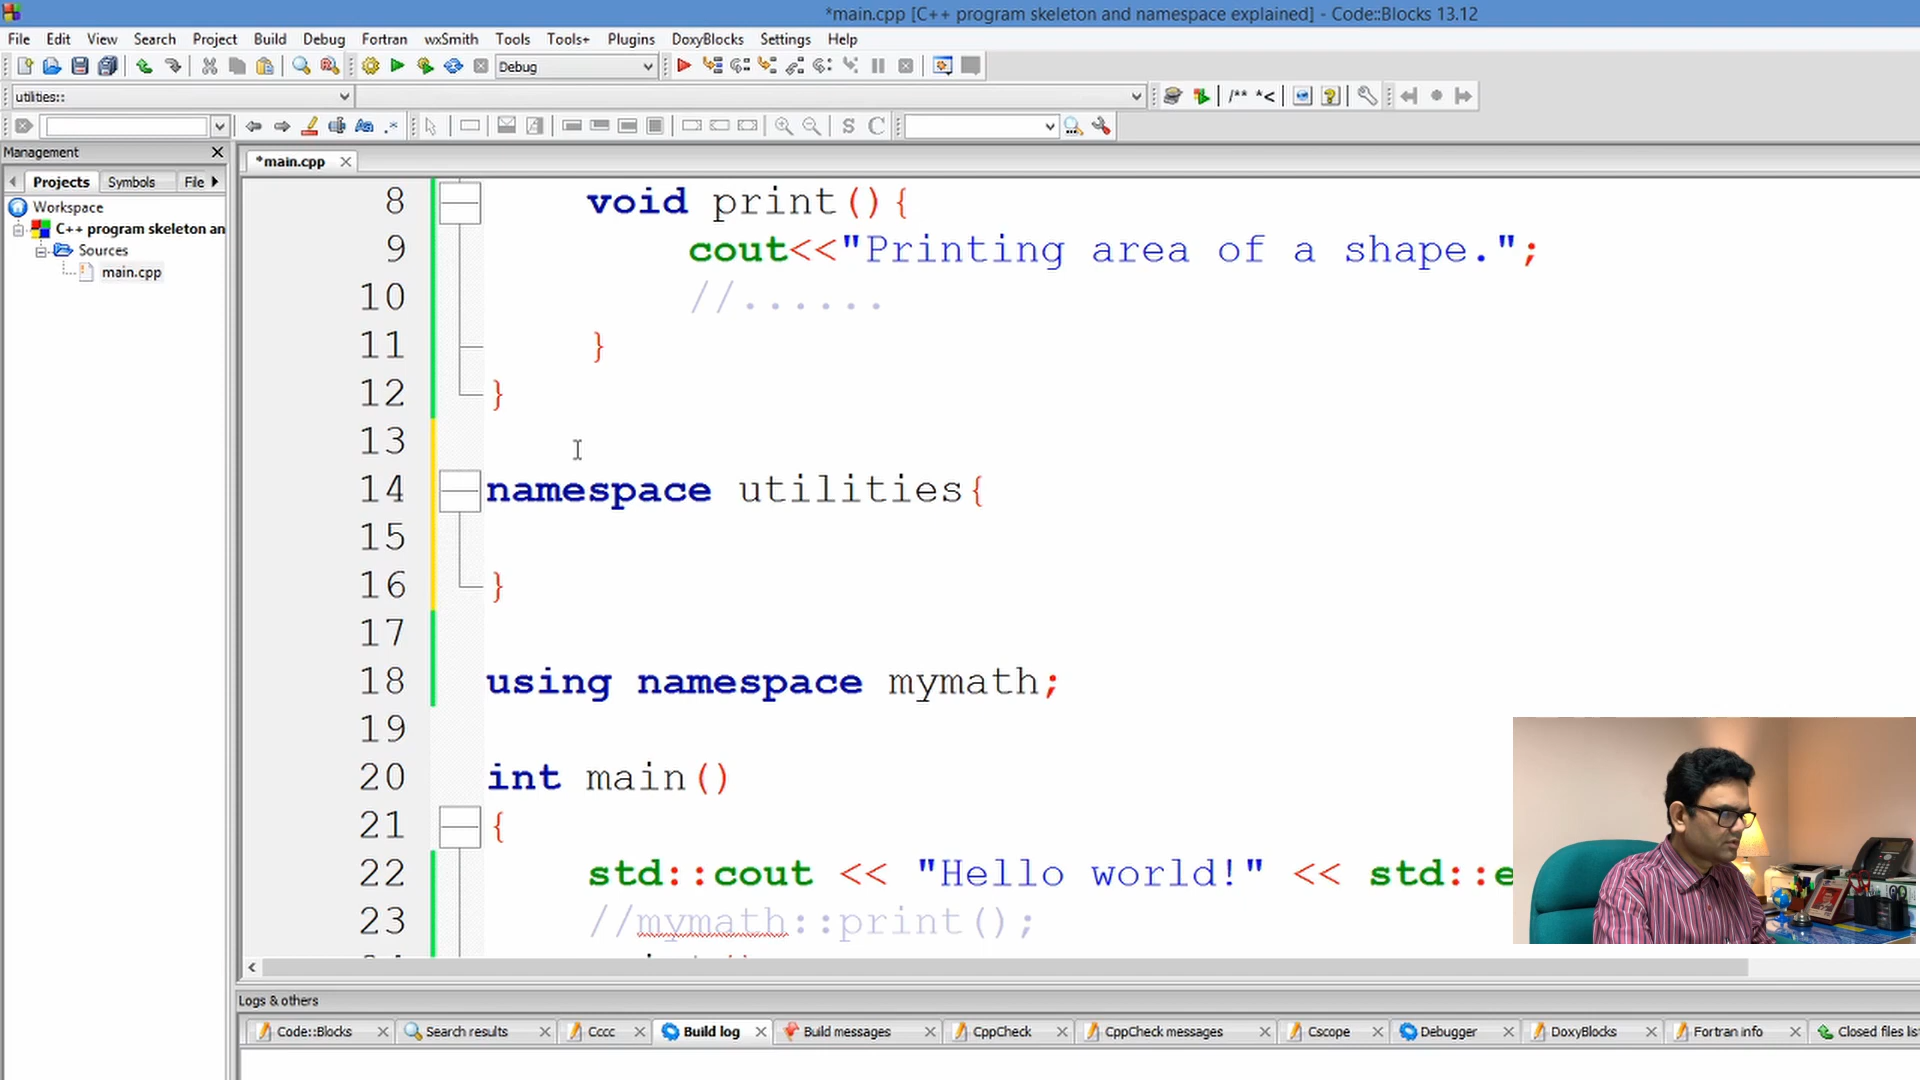 *main.cpp [C++ program skeleton and namespace explained] - Code::Blocks 13.12
File Edit View Search Project Build Debug Fortran wxSmith Tools Tools+ Plugins DoxyBlocks Settings Help
Debug
utilities::
/** *<
S C
Management
*main.cpp
Projects Symbols File
Workspace
C++ program skeleton an
Sources
main.cpp
8 void print(){
9 cout<<"Printing area of a shape.";
10 //......
11 }
12 }
13
14 namespace utilities{
15
16 }
17
18 using namespace mymath;
19
20 int main()
21 {
22 std::cout << "Hello world!" << std::e
23 //mymath::print();
Logs & others
Code::Blocks Search results Cccc Build log Build messages CppCheck CppCheck messages Cscope Debugger DoxyBlocks Fortran info Closed files lis